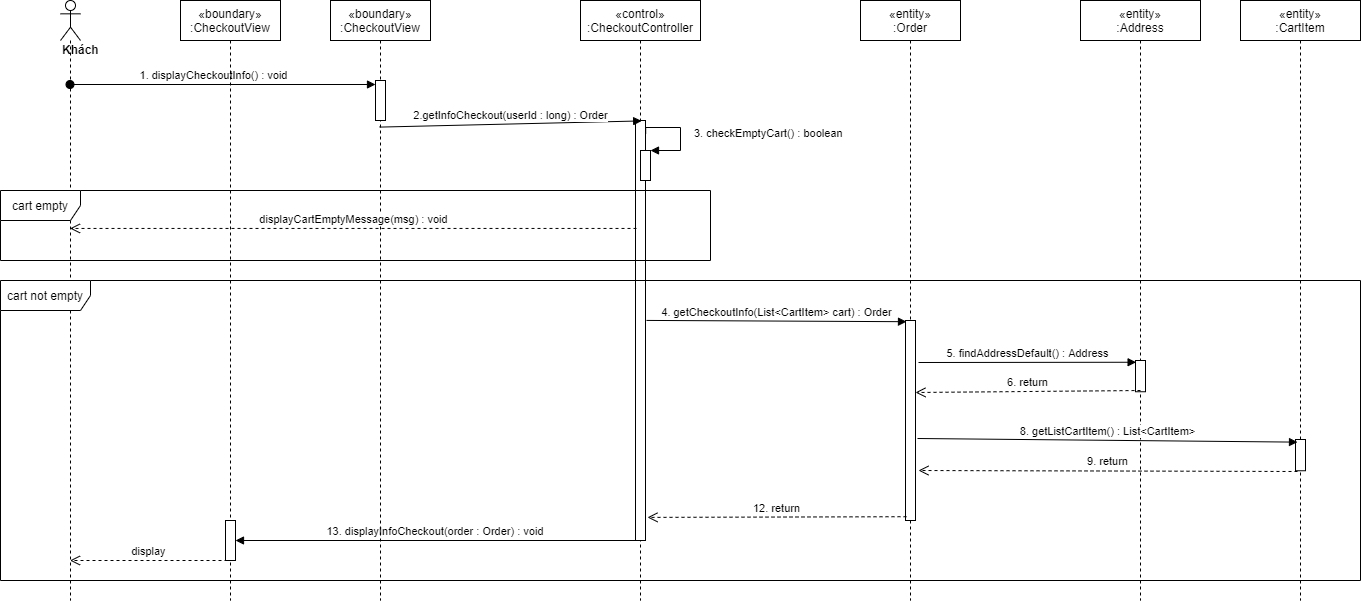 «boundary»
:CheckoutView
«boundary»
:CheckoutView
«control»
:CheckoutController
«entity»
:Order
«entity»
:Address
«entity»
:CartItem
Khách
1. displayCheckoutInfo() : void
2.getInfoCheckout(userId : long) : Order
3. checkEmptyCart() : boolean
cart empty
displayCartEmptyMessage(msg) : void
cart not empty
4. getCheckoutInfo(List<CartItem> cart) : Order
5. findAddressDefault() : Address
6. return
8. getListCartItem() : List<CartItem>
9. return
12. return
13. displayInfoCheckout(order : Order) : void
display